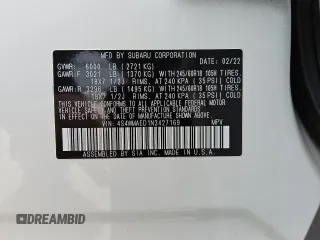 MFD BY SUBARU CORPORATION 02/22
GVWR: 6000 LB (2721 KG)
GAWR:F 3021 LB (1370 KG) WITH 245/60R18 105H TIRES,
18X7 1/2J RIMS, AT 240 KPA (35 PSI) COLD
GAWR:R 3296 LB (1495 KG) WITH 245/60R18 105H TIRES,
18X7 1/2J RIMS, AT 240 KPA (35 PSI) COLD
THIS VEHICLE CONFORMS TO ALL APPLICABLE
FEDERAL MOTOR VEHICLE SAFETY STANDARDS
IN EFFECT ON THE DATE OF MANUFACTURE
SHOWN ABOVE.
VIN: 4S4WMAED1N3427169 MPV
ASSEMBLED BY SIA INC. MADE IN U.S.A.
© DREAMBID
DREAMBID.COM